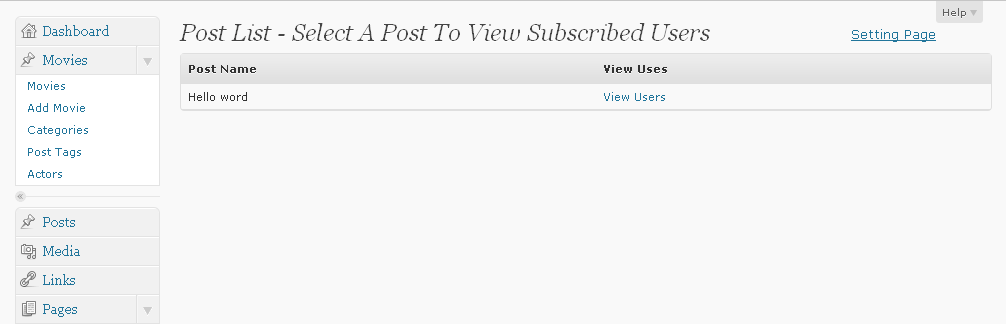 Help
Dashboard
Post List - Select A Post To View Subscribed Users
Setting Page
Movies
Movies
Add Movie
Categories
Post Tags
Actors
Post Name View Uses
Hello word View Users
Posts
Media
Links
Pages